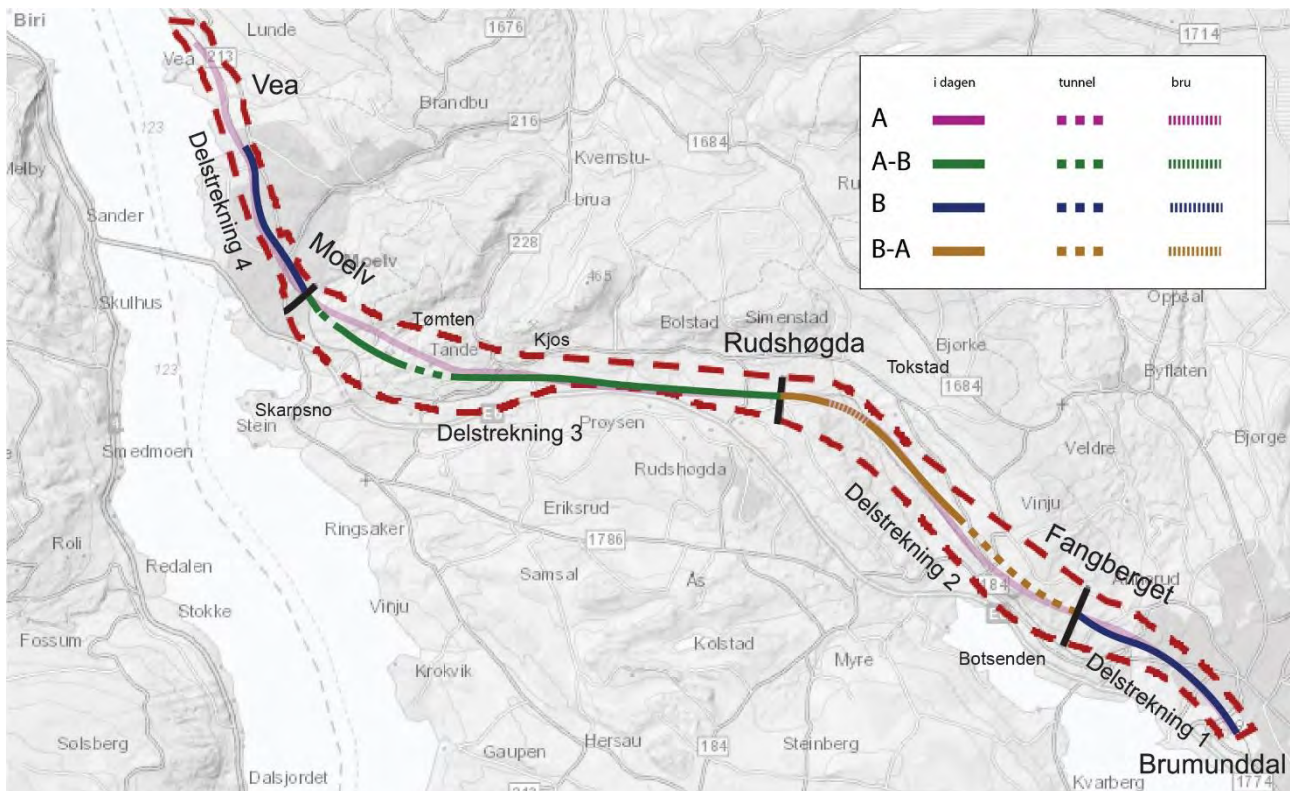 Biri
Lunde
1676
1714
213
Vea
Vea
Brandbu
216
1684
Kvernstu-
brua
i dagen
tunnel
bru
A
A-B
B
B-A
123
Melby
Sander
Delstrekning 4
Moelv
Moelv
228
465
Skulhus
Tømten
Bolstad
Simenstad
Oppsal
Kjos
Rudshøgda
Tande
Bjørke
Tokstad
1684
Byflaten
123
Skarpsno
E6
Prøysen
Stein
Delstrekning 3
Smedmoen
Rudshøgda
Veldre
Bjørge
Delstrekning 2
Vinju
Eriksrud
Ringsaker
Fangberget
Roli
1786
Redalen
Samsal
Ås
184
Stokke
Vinju
Fossum
Kolstad
Krokvik
Myre
Botsenden
Delstrekning 1
Sølsberg
Gaupen
Hersau
184
Steinberg
Brumunddal
Dalsjordet
Kvarberg
1774